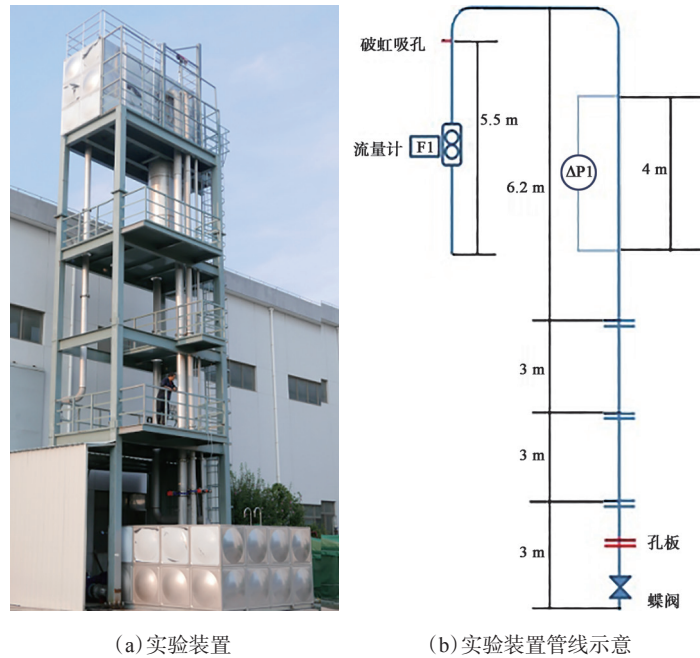 破虹吸孔
流量计
F1
5.5 m
6.2 m
ΔP1
4 m
3 m
3 m
3 m
孔板
蝶阀
(a)实验装置
(b)实验装置管线示意